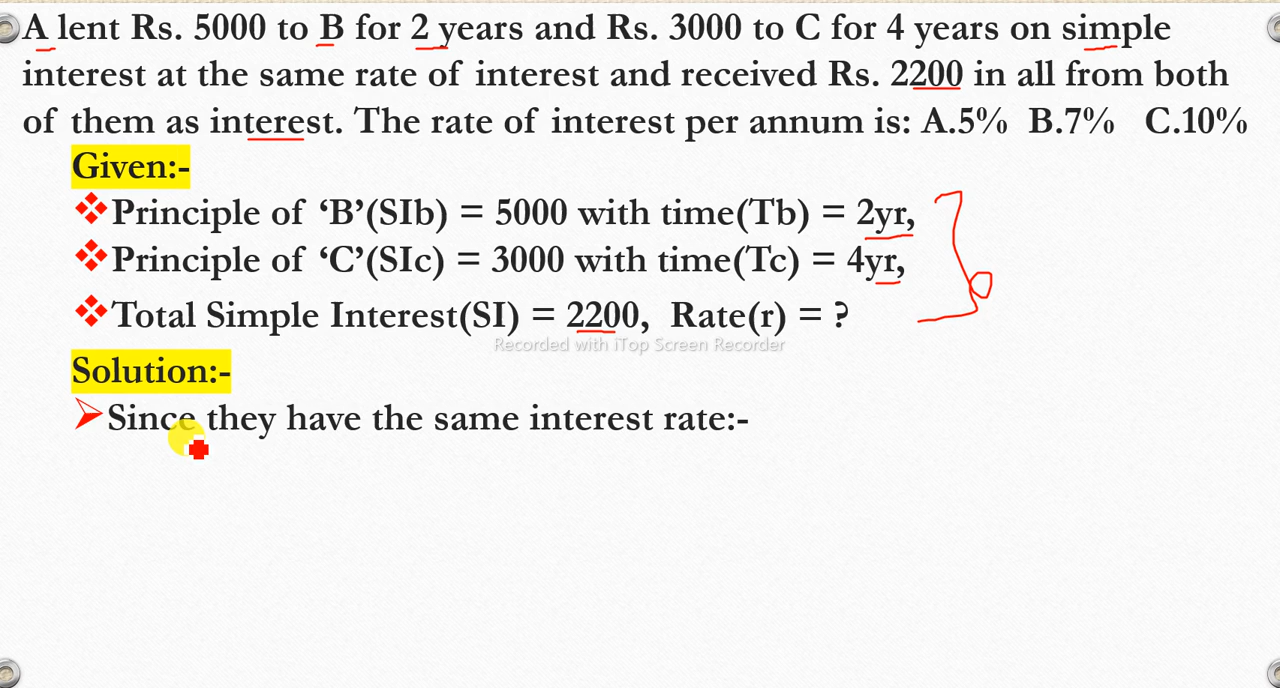 A lent Rs. 5000 to B for 2 years and Rs. 3000 to C for 4 years on simple
interest at the same rate of interest and received Rs. 2200 in all from both
of them as interest. The rate of interest per annum is: A.5% B.7% C.10%
Given:-
Principle of ‘B’(SIb) = 5000 with time(Tb) = 2yr,
Principle of ‘C’(SIc) = 3000 with time(Tc) = 4yr,
Total Simple Interest(SI) = 2200, Rate(r) = ?
Recorded with iTop Screen Recorder
Solution:-
Since they have the same interest rate:-